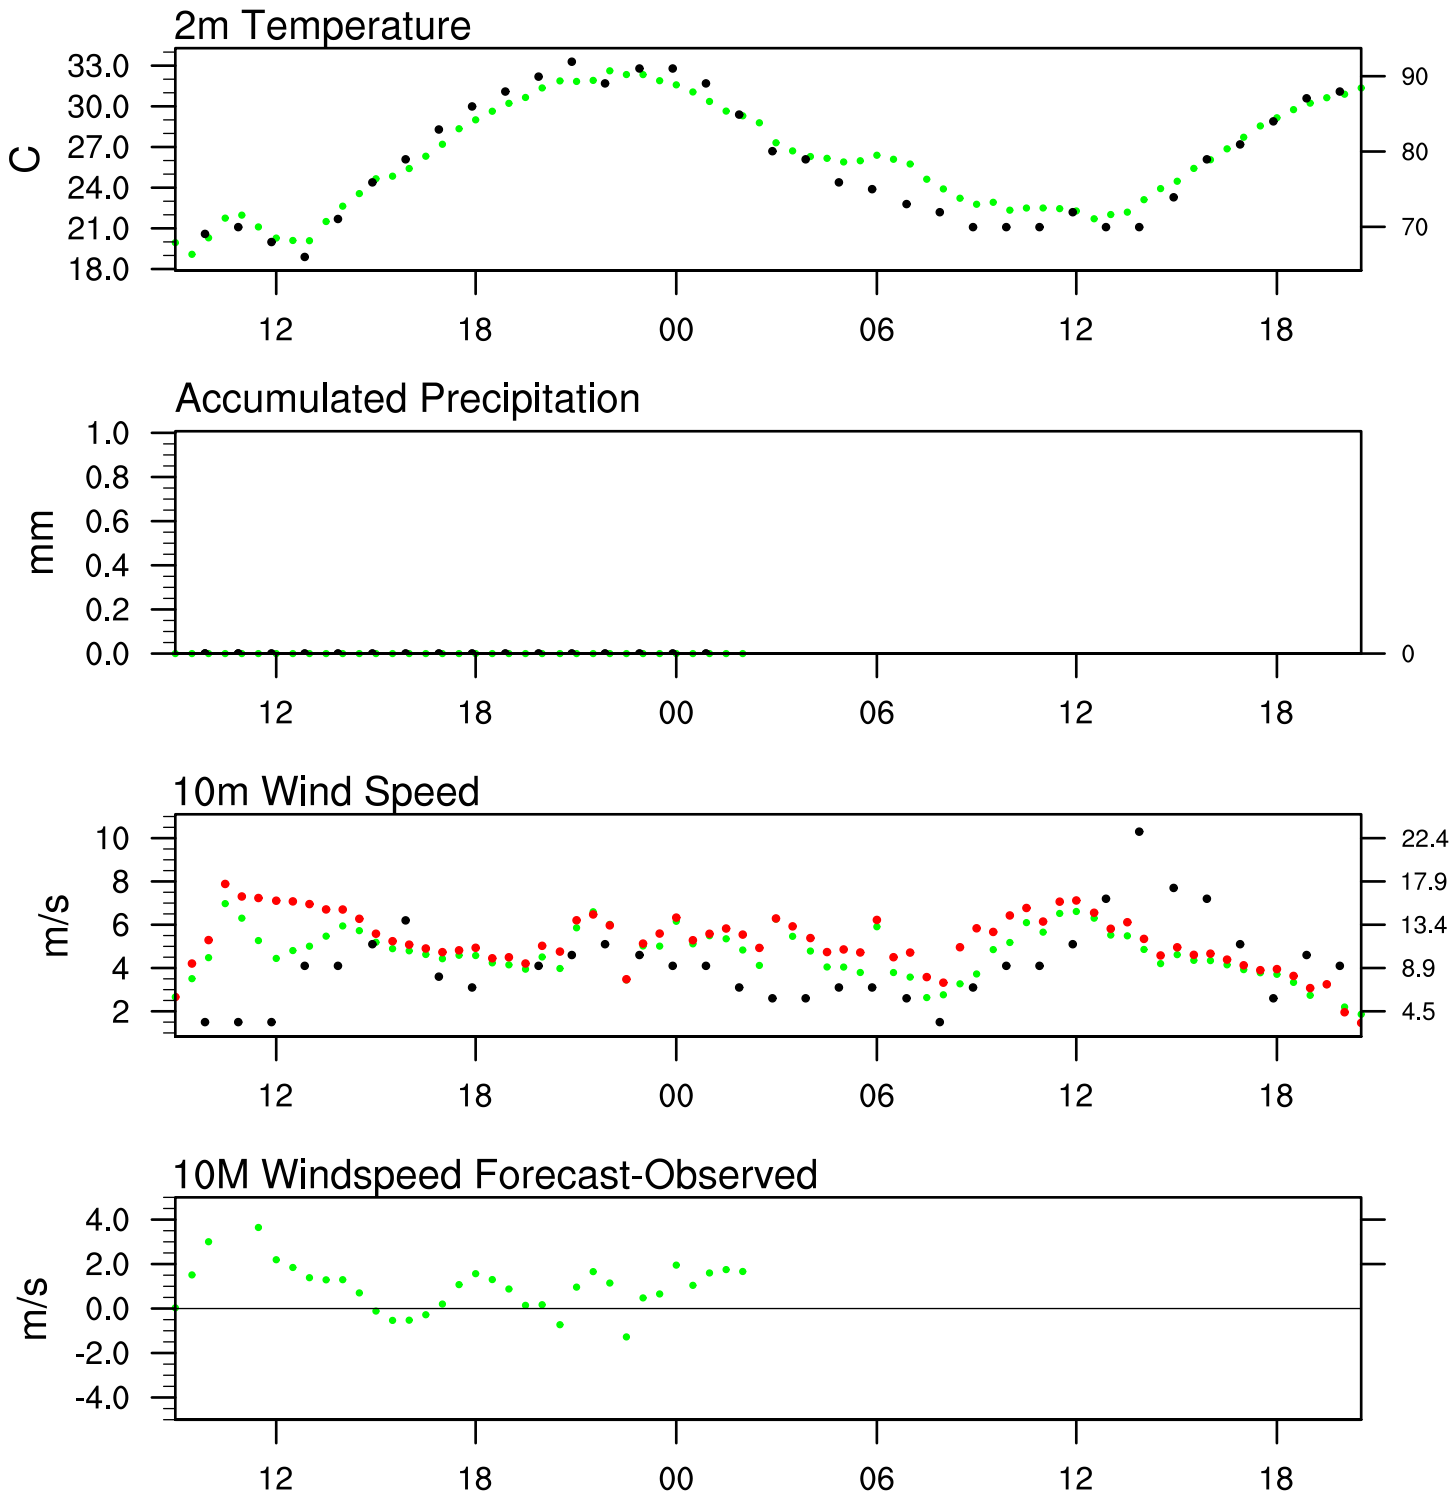 2m Temperature
33.0
30.0
27.0
24.0
21.0
18.0
C
90
80
70
12 18 00 06 12 18
Accumulated Precipitation
1.0
0.8
0.6
0.4
0.2
0.0
mm
0
12 18 00 06 12 18
10m Wind Speed
10
8
6
4
2
m/s
22.4
17.9
13.4
8.9
4.5
12 18 00 06 12 18
10M Windspeed Forecast-Observed
4.0
2.0
0.0
-2.0
-4.0
m/s
12 18 00 06 12 18